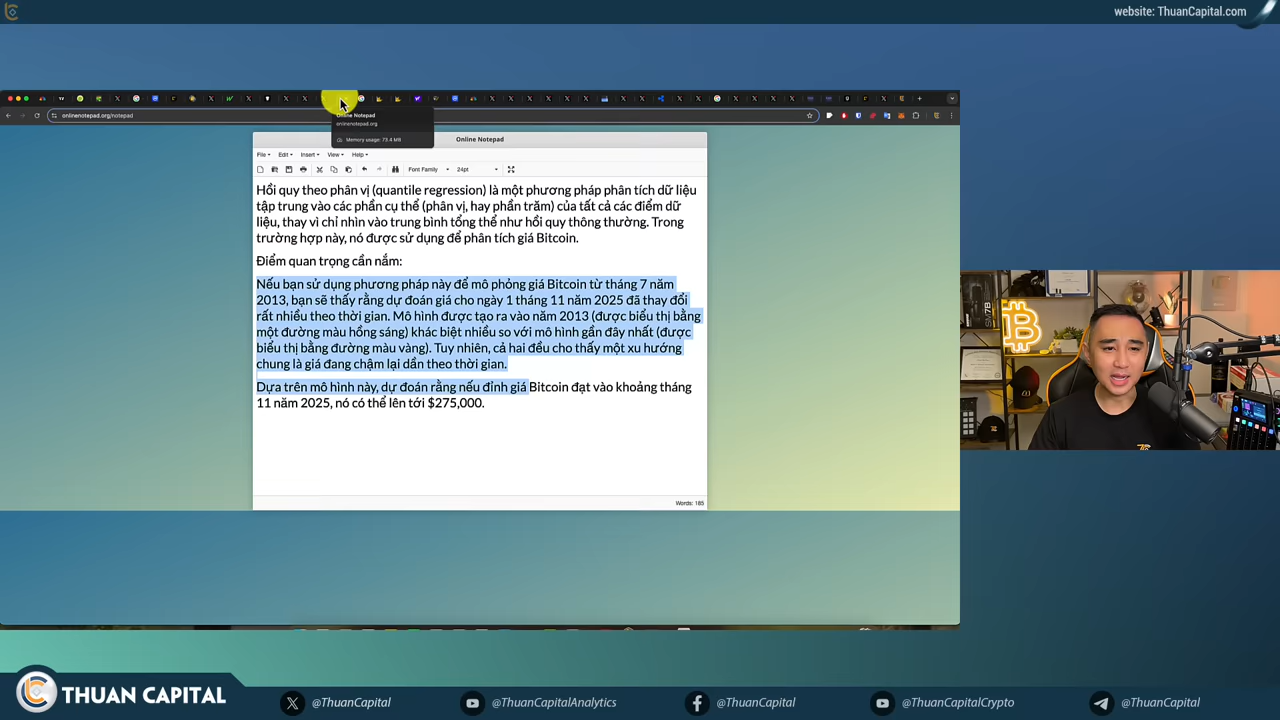 website: ThuanCapital.com
onlinenotepad.org/notepad
Online Notepad
onlinenotepad.org
Memory usage: 73.4 MB
Online Notepad
File Edit Insert View Help
Font Family 24pt
Hồi quy theo phân vị (quantile regression) là một phương pháp phân tích dữ liệu
tập trung vào các phần cụ thể (phân vị, hay phần trăm) của tất cả các điểm dữ
liệu, thay vì chỉ nhìn vào trung bình tổng thể như hồi quy thông thường. Trong
trường hợp này, nó được sử dụng để phân tích giá Bitcoin.
Điểm quan trọng cần nắm:
Nếu bạn sử dụng phương pháp này để mô phỏng giá Bitcoin từ tháng 7 năm
2013, bạn sẽ thấy rằng dự đoán giá cho ngày 1 tháng 11 năm 2025 đã thay đổi
rất nhiều theo thời gian. Mô hình được tạo ra vào năm 2013 (được biểu thị bằng
một đường màu hồng sáng) khác biệt nhiều so với mô hình gần đây nhất (được
biểu thị bằng đường màu vàng). Tuy nhiên, cả hai đều cho thấy một xu hướng
chung là giá đang chậm lại dần theo thời gian.
Dựa trên mô hình này, dự đoán rằng nếu đỉnh giá Bitcoin đạt vào khoảng tháng
11 năm 2025, nó có thể lên tới $275,000.
Words: 185
SM7B
THUAN CAPITAL
@ThuanCapital
@ThuanCapitalAnalytics
@ThuanCapital
@ThuanCapitalCrypto
@ThuanCapital